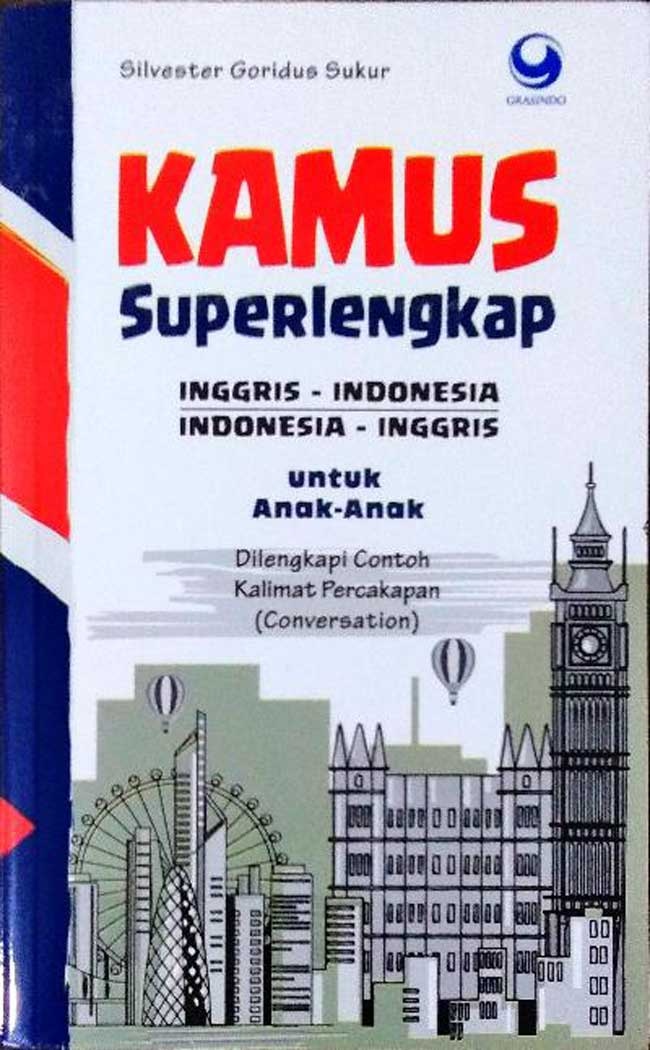 Silvester Goridus Sukur
GRASINDO
KAMUS
Superlengkap
INGGRIS - INDONESIA
INDONESIA - INGGRIS
untuk
Anak-Anak
Dilengkapi Contoh
Kalimat Percakapan
(Conversation)